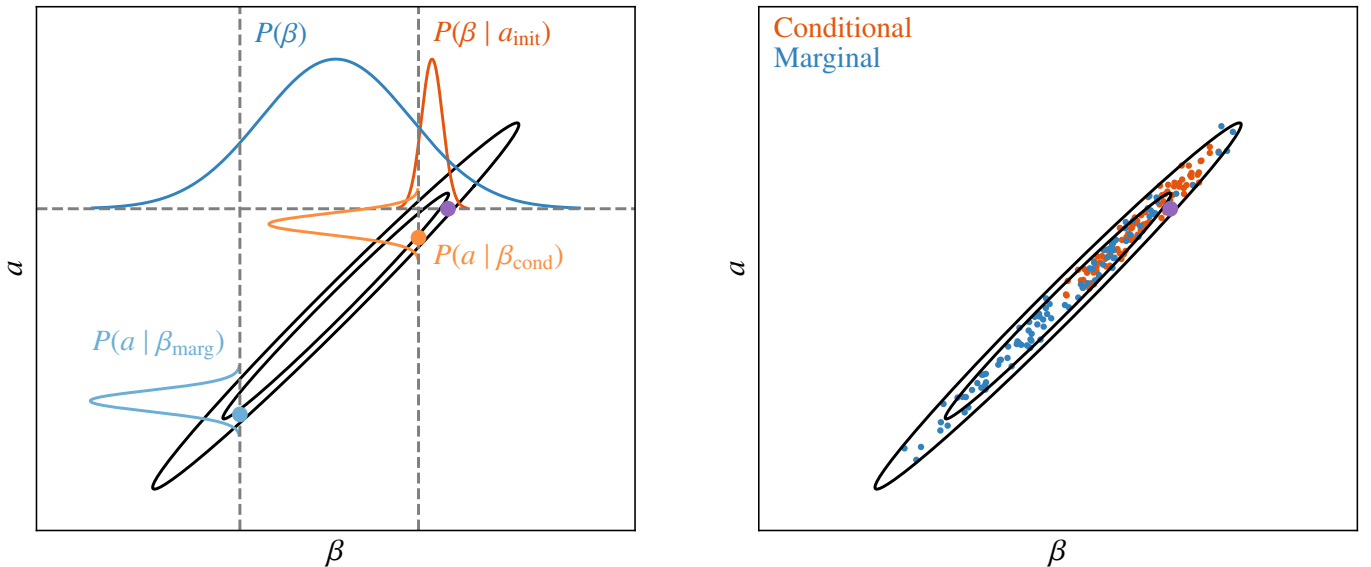 P(β)
P(β | a_init)
P(a | β_cond)
P(a | β_marg)
a
β
Conditional
Marginal
a
β